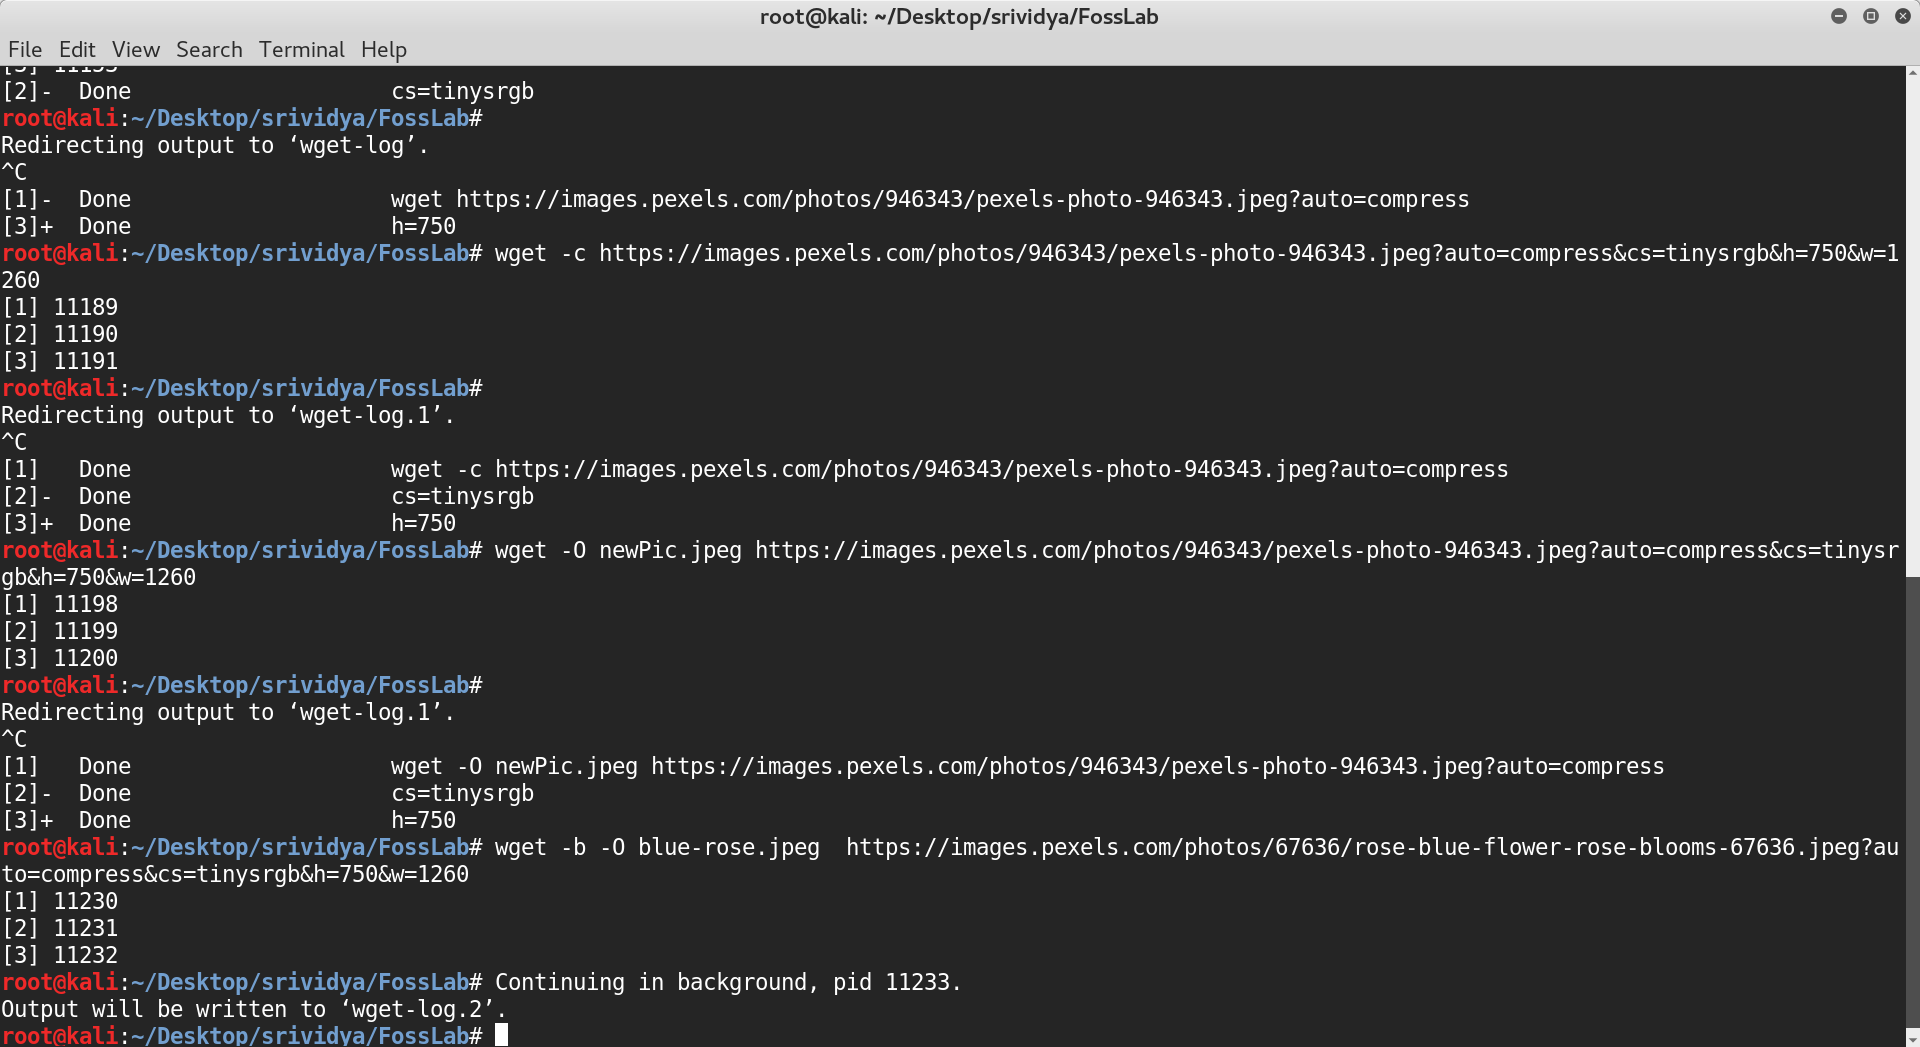 root@kali: ~/Desktop/srividya/FossLab
File Edit View Search Terminal Help
[2]-  Done                    cs=tinysrgb
root@kali:~/Desktop/srividya/FossLab#
Redirecting output to ‘wget-log’.
^C
[1]-  Done                    wget https://images.pexels.com/photos/946343/pexels-photo-946343.jpeg?auto=compress
[3]+  Done                    h=750
root@kali:~/Desktop/srividya/FossLab# wget -c https://images.pexels.com/photos/946343/pexels-photo-946343.jpeg?auto=compress&cs=tinysrgb&h=750&w=1
260
[1] 11189
[2] 11190
[3] 11191
root@kali:~/Desktop/srividya/FossLab#
Redirecting output to ‘wget-log.1’.
^C
[1]   Done                    wget -c https://images.pexels.com/photos/946343/pexels-photo-946343.jpeg?auto=compress
[2]-  Done                    cs=tinysrgb
[3]+  Done                    h=750
root@kali:~/Desktop/srividya/FossLab# wget -O newPic.jpeg https://images.pexels.com/photos/946343/pexels-photo-946343.jpeg?auto=compress&cs=tinysr
gb&h=750&w=1260
[1] 11198
[2] 11199
[3] 11200
root@kali:~/Desktop/srividya/FossLab#
Redirecting output to ‘wget-log.1’.
^C
[1]   Done                    wget -O newPic.jpeg https://images.pexels.com/photos/946343/pexels-photo-946343.jpeg?auto=compress
[2]-  Done                    cs=tinysrgb
[3]+  Done                    h=750
root@kali:~/Desktop/srividya/FossLab# wget -b -O blue-rose.jpeg  https://images.pexels.com/photos/67636/rose-blue-flower-rose-blooms-67636.jpeg?au
to=compress&cs=tinysrgb&h=750&w=1260
[1] 11230
[2] 11231
[3] 11232
root@kali:~/Desktop/srividya/FossLab# Continuing in background, pid 11233.
Output will be written to ‘wget-log.2’.
root@kali:~/Desktop/srividya/FossLab#